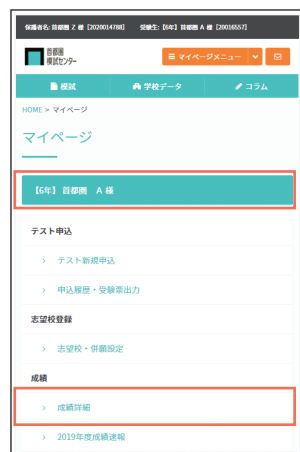 保護者名: 首都圏 Z 様 [2020014788] 受験生:【6年】首都圏 A 様 [20016557]
首都圏
模試センター
マイページメニュー
模試 学校データ コラム
HOME > マイページ
マイページ
【6年】首都圏 A 様
テスト申込
> テスト新規申込
> 申込履歴・受験票出力
志望校登録
> 志望校・併願設定
成績
> 成績詳細
> 2019年度成績速報